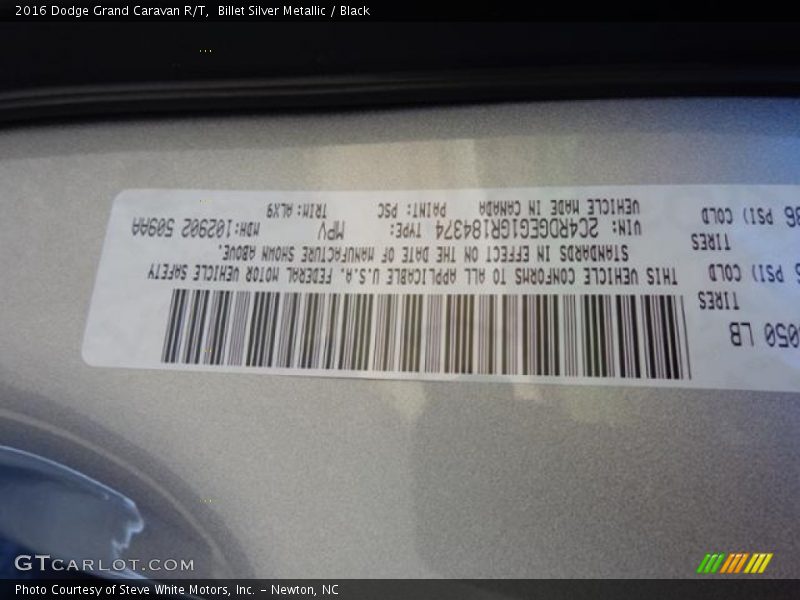 2016 Dodge Grand Caravan R/T, Billet Silver Metallic / Black
050 LB
TIRES
PSI) COLD
TIRES
PSI) COLD
THIS VEHICLE CONFORMS TO ALL APPLICABLE U.S.A. FEDERAL MOTOR VEHICLE SAFETY
STANDARDS IN EFFECT ON THE DATE OF MANUFACTURE SHOWN ABOVE.
VIN: 2C4RDGEG1GR184374 TYPE: MPV MDH:102902 509AA
VEHICLE MADE IN CANADA PAINT: PSC TRIM:ALX9
GTCARLOT.COM
Photo Courtesy of Steve White Motors, Inc. – Newton, NC